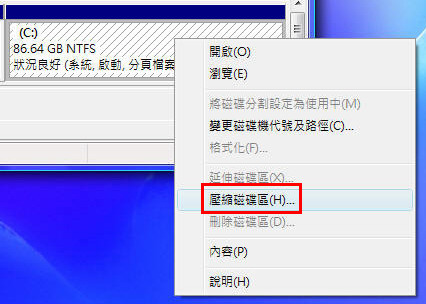 (C:)
86.64 GB NTFS
狀況良好 (系統, 啟動, 分頁檔案
開啟(O)
瀏覽(E)
將磁碟分割設定為使用中(M)
變更磁碟機代號及路徑(C)...
格式化(F)...
延伸磁碟區(X)...
壓縮磁碟區(H)...
刪除磁碟區(D)...
內容(P)
說明(H)